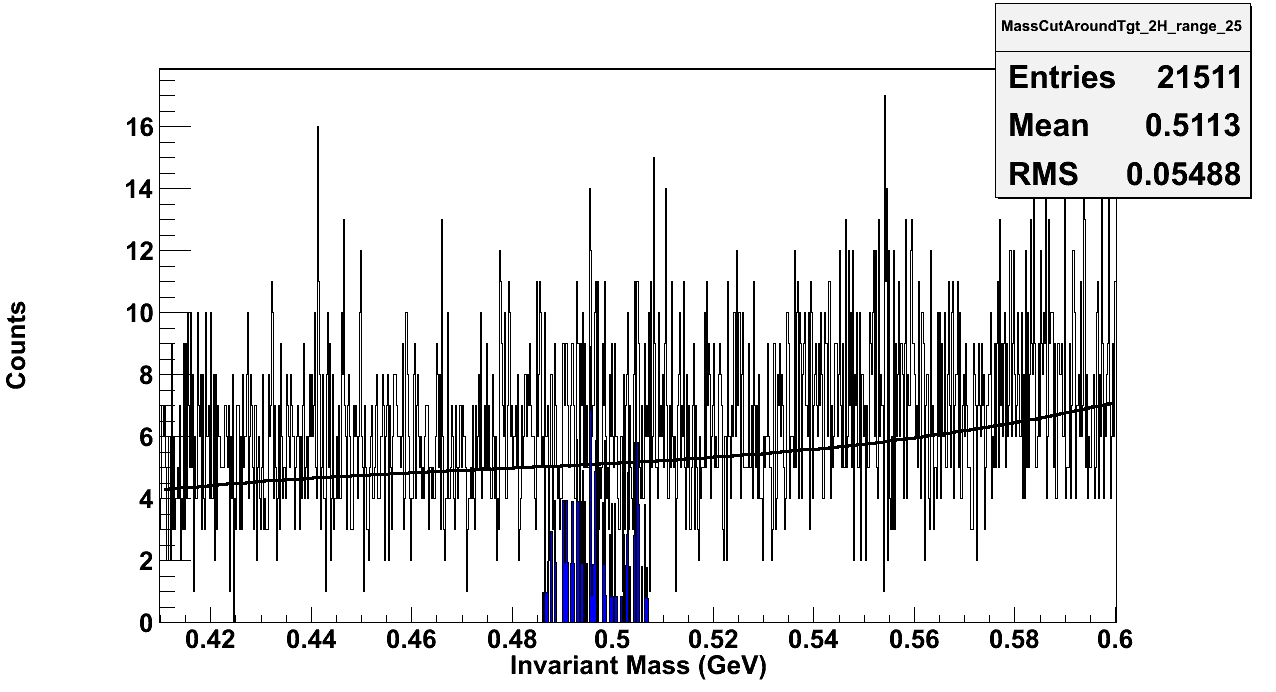 MassCutAroundTgt_2H_range_25
Entries 21511
Mean 0.5113
RMS 0.05488
16
14
12
10
8
6
4
2
0
Counts
0.42 0.44 0.46 0.48 0.5 0.52 0.54 0.56 0.58 0.6
Invariant Mass (GeV)